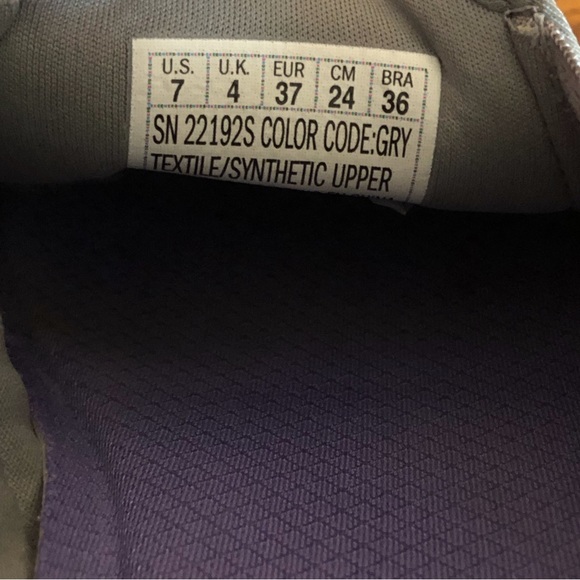 U.S. U.K. EUR CM BRA
7 4 37 24 36
SN 22192S COLOR CODE:GRY
TEXTILE/SYNTHETIC UPPER